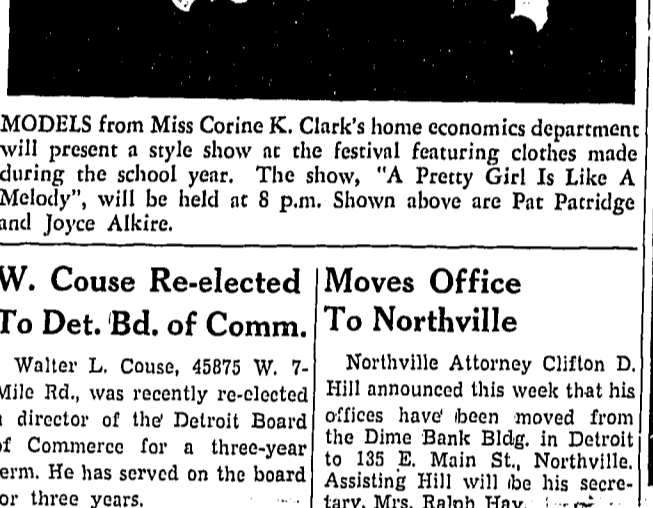 MODELS from Miss Corine K. Clark's home economics department
will present a style show at the festival featuring clothes made
during the school year. The show, "A Pretty Girl Is Like A
Melody", will be held at 8 p.m. Shown above are Pat Patridge
and Joyce Alkire.
W. Couse Re-elected
To Det. Bd. of Comm.
Walter L. Couse, 45875 W. 7-
Mile Rd., was recently re-elected
a director of the Detroit Board
of Commerce for a three-year
term. He has served on the board
for three years.
Moves Office
To Northville
Northville Attorney Clifton D.
Hill announced this week that his
offices have been moved from
the Dime Bank Bldg. in Detroit
to 135 E. Main St., Northville.
Assisting Hill will be his secre-
tary, Mrs. Ralph Hay.